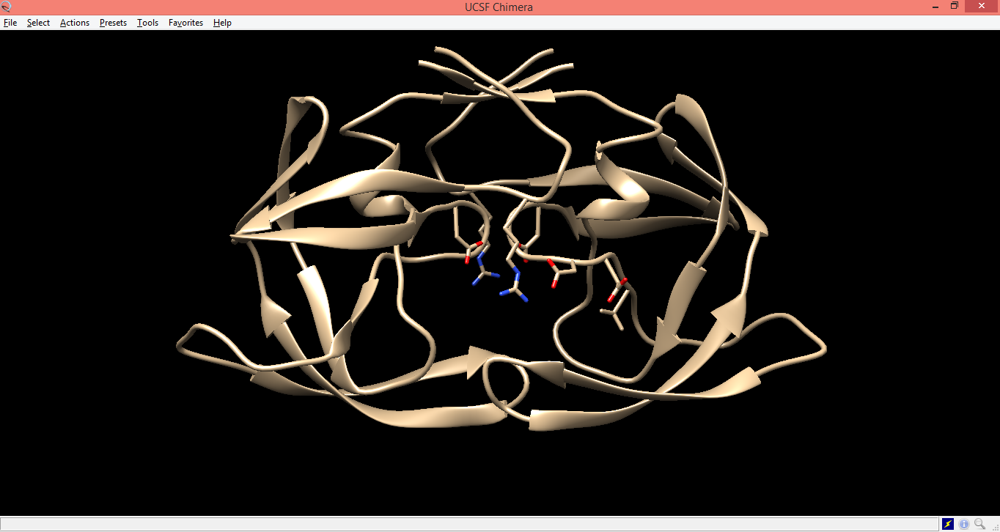 UCSF Chimera
File Select Actions Presets Tools Favorites Help